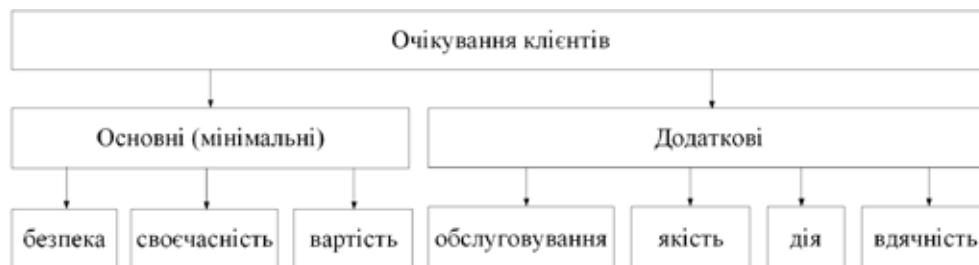 Очікування клієнтів
Основні (мінімальні)
Додаткові
безпека
своєчасність
вартість
обслуговування
якість
дія
вдячність